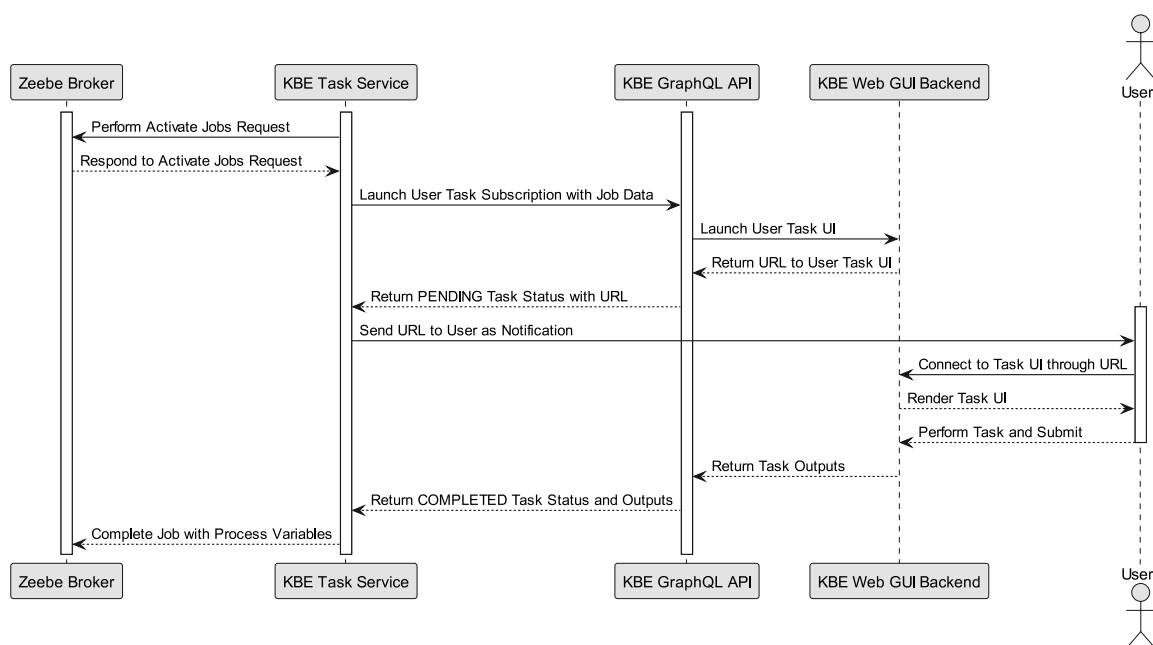 User
Zeebe Broker
KBE Task Service
KBE GraphQL API
KBE Web GUI Backend
Perform Activate Jobs Request
Respond to Activate Jobs Request
Launch User Task Subscription with Job Data
Launch User Task UI
Return URL to User Task UI
Return PENDING Task Status with URL
Send URL to User as Notification
Connect to Task UI through URL
Render Task UI
Perform Task and Submit
Return Task Outputs
Return COMPLETED Task Status and Outputs
Complete Job with Process Variables
Zeebe Broker
KBE Task Service
KBE GraphQL API
KBE Web GUI Backend
User